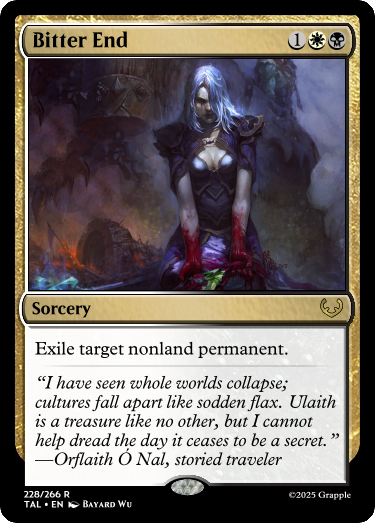 Bitter End 1
Sorcery
Exile target nonland permanent.
“I have seen whole worlds collapse;
cultures fall apart like sodden flax. Ulaith
is a treasure like no other, but I cannot
help dread the day it ceases to be a secret.”
—Orflaith Ó Nal, storied traveler
228/266 R
TAL • EN Bayard Wu
©2025 Grapple